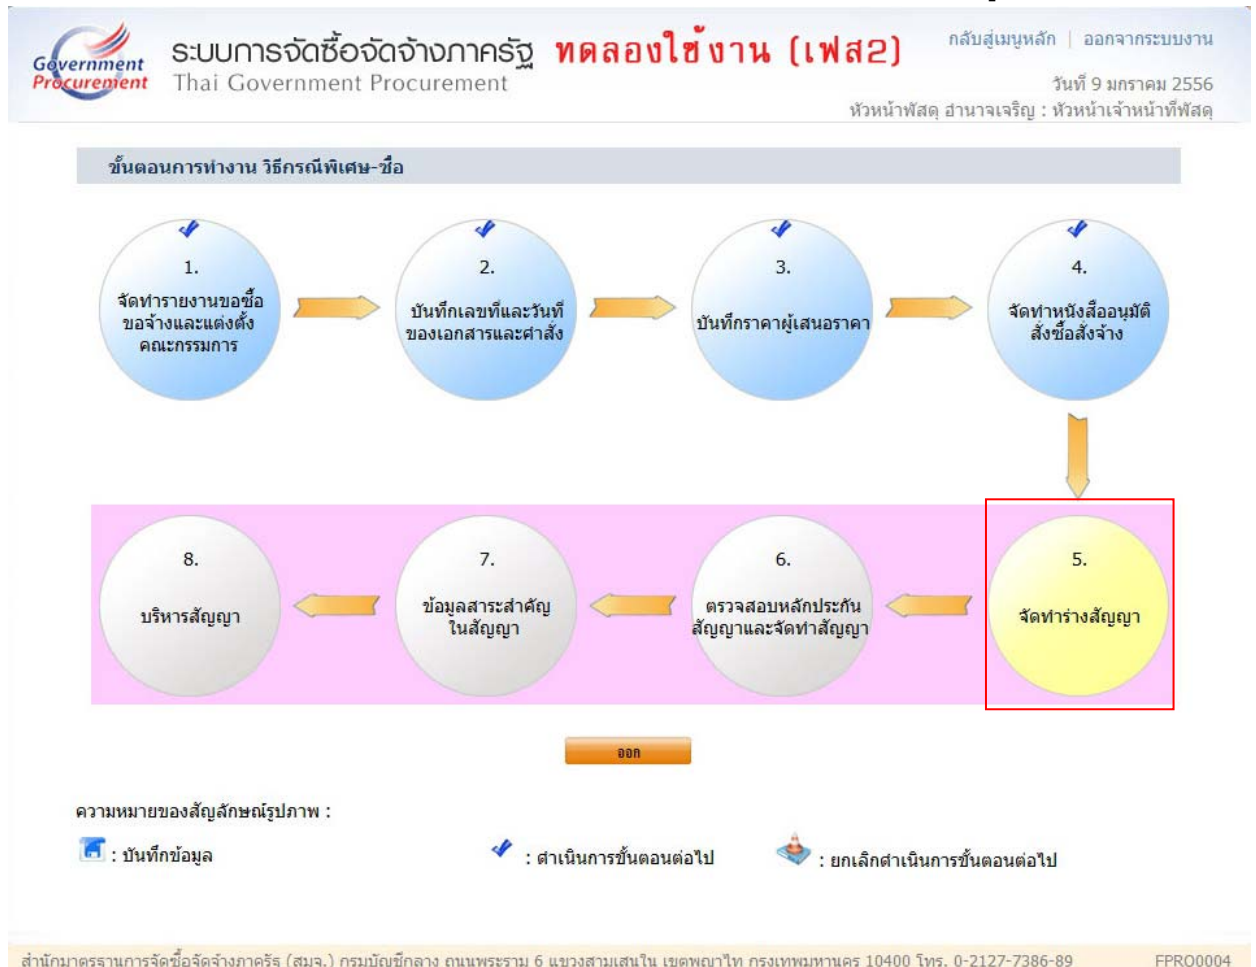 กลับสู่เมนูหลัก | ออกจากระบบงาน
Government
Procurement
ระบบการจัดซื้อจัดจ้างภาครัฐ ทดลองใช้งาน (เฟส2)
Thai Government Procurement
วันที่ 9 มกราคม 2556
หัวหน้าพัสดุ อำนาจเจริญ : หัวหน้าเจ้าหน้าที่พัสดุ
ขั้นตอนการทำงาน วิธีกรณีพิเศษ-ซื้อ
1.
จัดทำรายงานขอซื้อ
ขอจ้างและแต่งตั้ง
คณะกรรมการ
2.
บันทึกเลขที่และวันที่
ของเอกสารและคำสั่ง
3.
บันทึกราคาผู้เสนอราคา
4.
จัดทำหนังสืออนุมัติ
สั่งซื้อสั่งจ้าง
8.
บริหารสัญญา
7.
ข้อมูลสาระสำคัญ
ในสัญญา
6.
ตรวจสอบหลักประกัน
สัญญาและจัดทำสัญญา
5.
จัดทำร่างสัญญา
ออก
ความหมายของสัญลักษณ์รูปภาพ :
: บันทึกข้อมูล
: ดำเนินการขั้นตอนต่อไป
: ยกเลิกดำเนินการขั้นตอนต่อไป
สำนักมาตรฐานการจัดซื้อจัดจ้างภาครัฐ (สมจ.) กรมบัญชีกลาง ถนนพระราม 6 แขวงสามเสนใน เขตพญาไท กรุงเทพมหานคร 10400 โทร. 0-2127-7386-89
FPRO0004